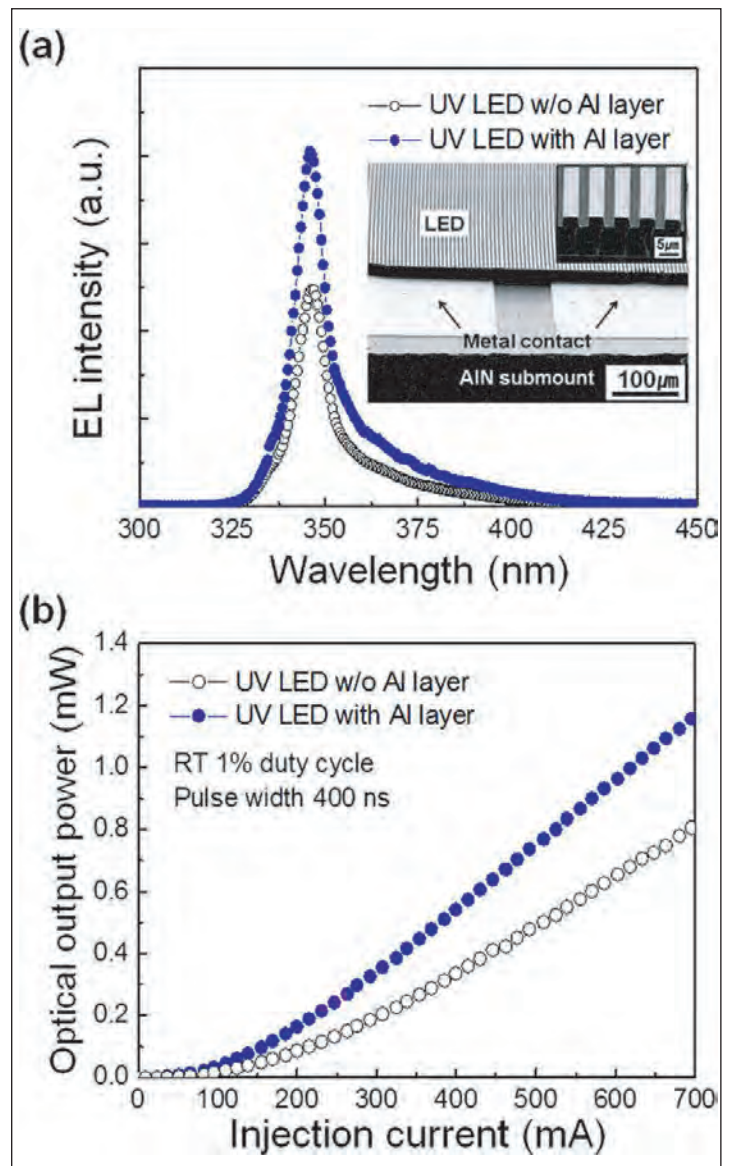 (a)
UV LED w/o Al layer
UV LED with Al layer
LED
5㎛
Metal contact
AlN submount
100㎛
EL intensity (a.u.)
300 325 350 375 400 425 450
Wavelength (nm)
(b)
1.4
1.2
1.0
0.8
0.6
0.4
0.2
0.0
UV LED w/o Al layer
UV LED with Al layer
RT 1% duty cycle
Pulse width 400 ns
Optical output power (mW)
0 100 200 300 400 500 600 700
Injection current (mA)